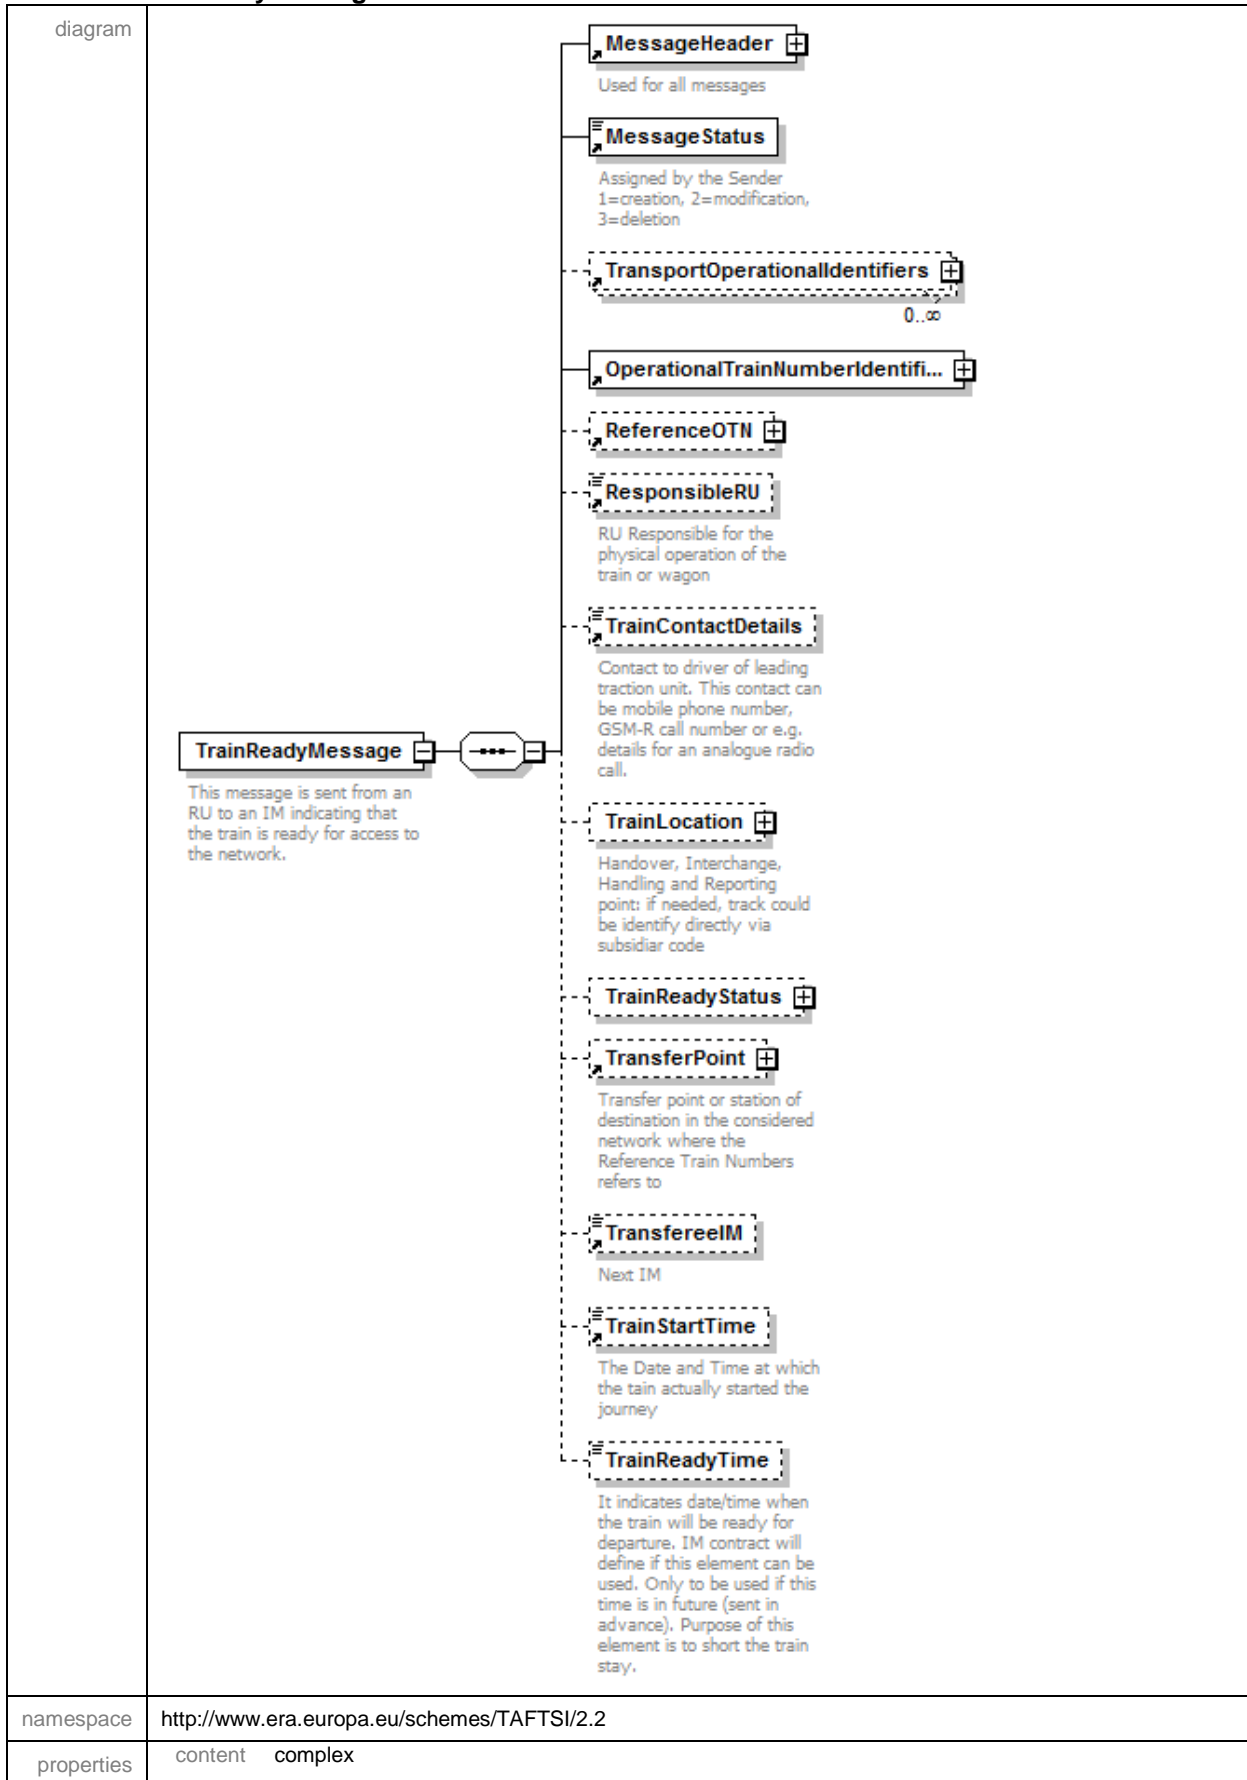 diagram
MessageHeader
Used for all messages
MessageStatus
Assigned by the Sender
1=creation, 2=modification,
3=deletion
TransportOperationalIdentifiers
0..∞
OperationalTrainNumberIdentifi...
ReferenceOTN
ResponsibleRU
RU Responsible for the
physical operation of the
train or wagon
TrainContactDetails
Contact to driver of leading
traction unit. This contact can
be mobile phone number,
GSM-R call number or e.g.
details for an analogue radio
call.
TrainReadyMessage
This message is sent from an
RU to an IM indicating that
the train is ready for access to
the network.
TrainLocation
Handover, Interchange,
Handling and Reporting
point: if needed, track could
be identify directly via
subsidiar code
TrainReadyStatus
TransferPoint
Transfer point or station of
destination in the considered
network where the
Reference Train Numbers
refers to
TransfereeIM
Next IM
TrainStartTime
The Date and Time at which
the tain actually started the
journey
TrainReadyTime
It indicates date/time when
the train will be ready for
departure. IM contract will
define if this element can be
used. Only to be used if this
time is in future (sent in
advance). Purpose of this
element is to short the train
stay.
namespace http://www.era.europa.eu/schemes/TAFTSI/2.2
properties content complex